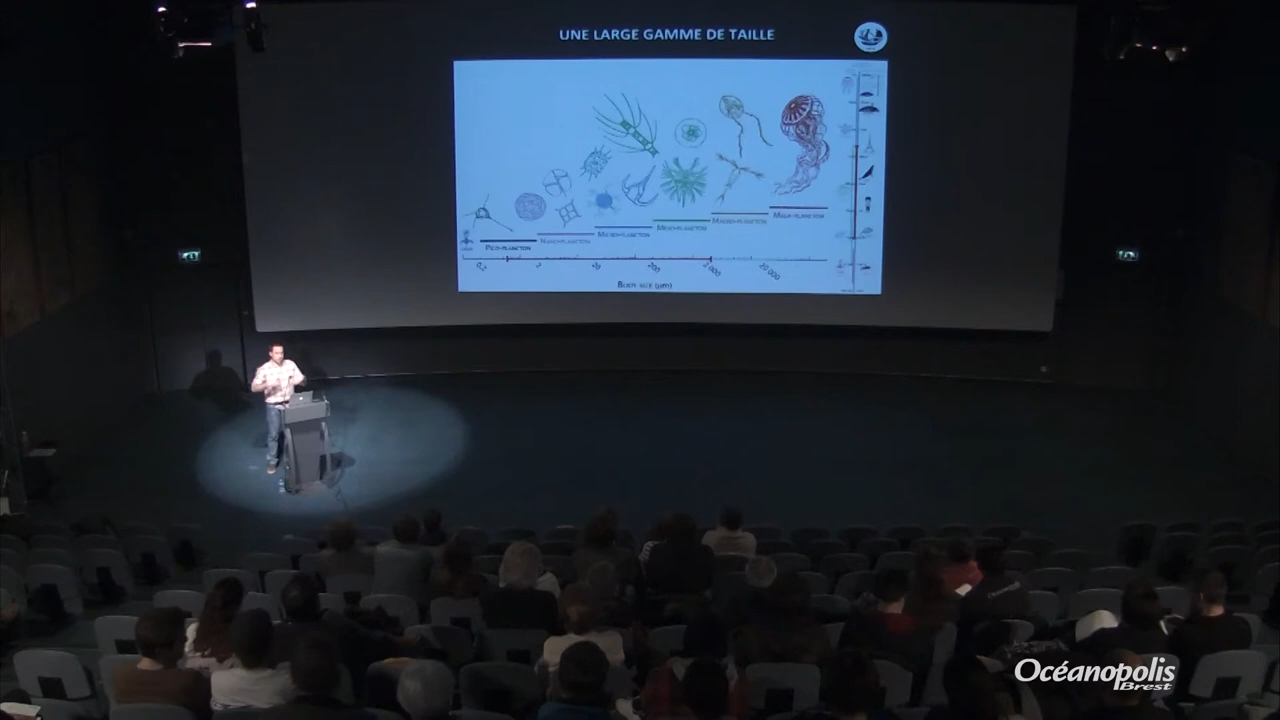 UNE LARGE GAMME DE TAILLE
PICO-PLANCTON
NANO-PLANCTON
MICRO-PLANCTON
MESO-PLANCTON
MACRO-PLANCTON
MEGA-PLANCTON
0,2
2
20
200
2 000
20 000
BODY SIZE (µm)
Océanopolis
Brest